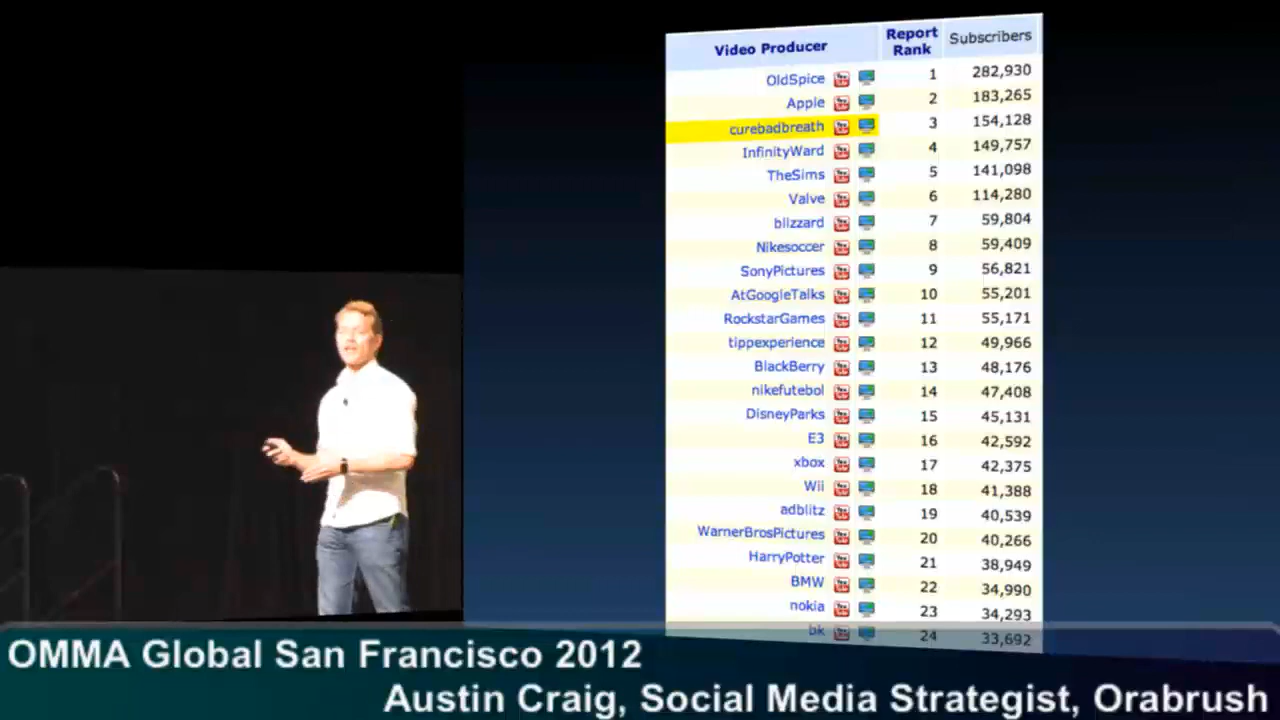 Video Producer Report Rank Subscribers
OldSpice 1 282,930
Apple 2 183,265
curebadbreath 3 154,128
InfinityWard 4 149,757
TheSims 5 141,098
Valve 6 114,280
blizzard 7 59,804
Nikesoccer 8 59,409
SonyPictures 9 56,821
AtGoogleTalks 10 55,201
RockstarGames 11 55,171
tippexperience 12 49,966
BlackBerry 13 48,176
nikefutebol 14 47,408
DisneyParks 15 45,131
E3 16 42,592
xbox 17 42,375
Wii 18 41,388
adblitz 19 40,539
WarnerBrosPictures 20 40,266
HarryPotter 21 38,949
BMW 22 34,990
nokia 23 34,293
bk 24 33,692
OMMA Global San Francisco 2012
Austin Craig, Social Media Strategist, Orabrush